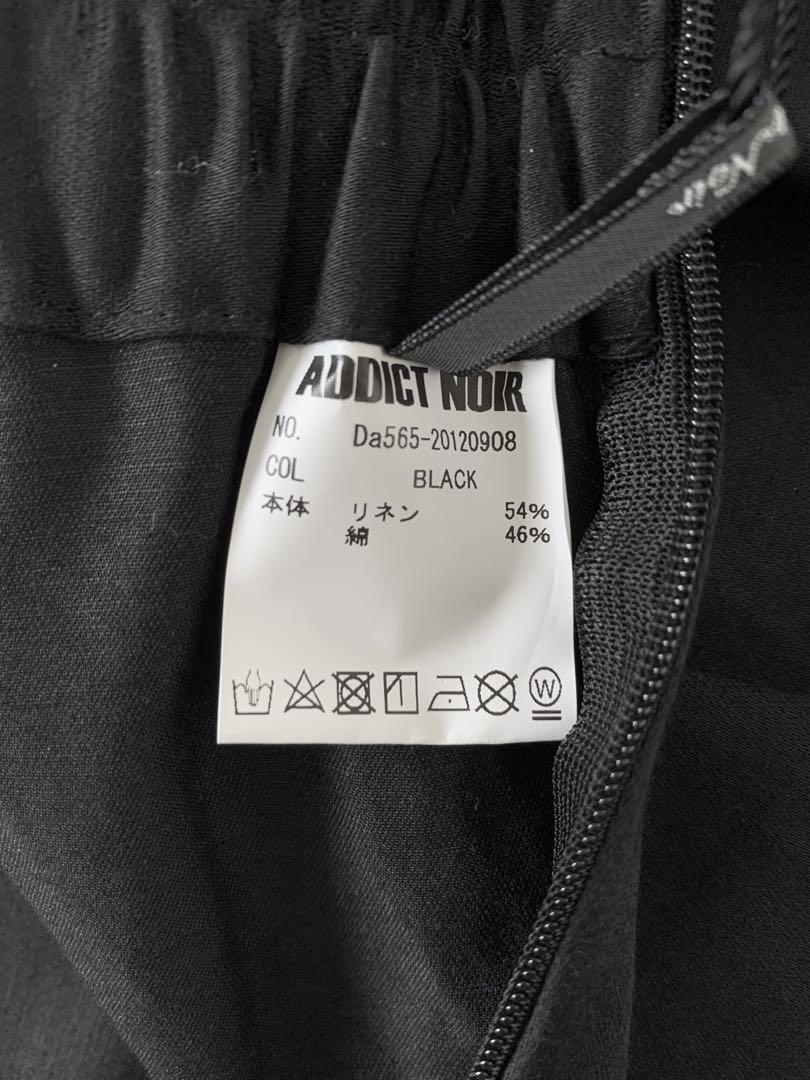 ADDICT NOIR
NO. Da565-20120908
COL BLACK
本体 リネン 54%
綿 46%
W